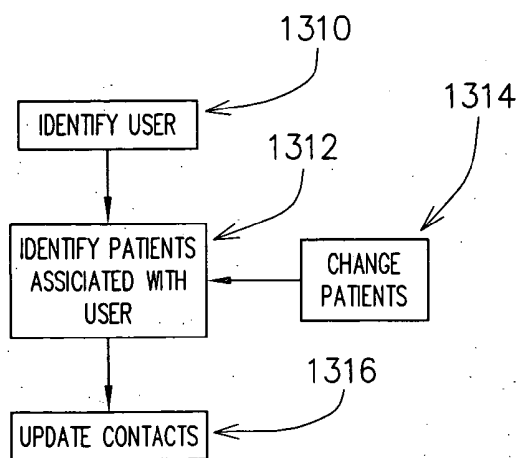 1310
IDENTIFY USER
1314
1312
IDENTIFY PATIENTS
ASSICIATED WITH
USER
CHANGE
PATIENTS
1316
UPDATE CONTACTS